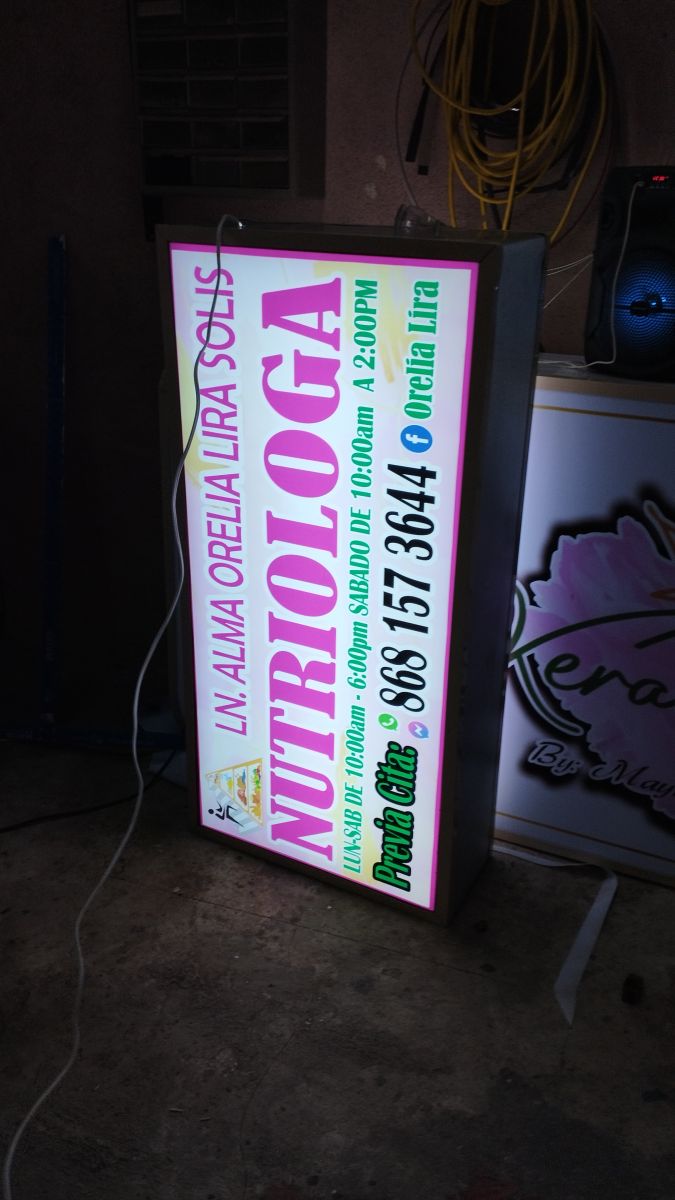 LN. ALMA ORELIA LIRA SOLIS
NUTRIOLOGA
LUN-SAB DE 10:00am - 6:00pm SABADO DE 10:00am A 2:00PM
Previa Cita: 868 157 3644 Orelia Lira
By: May